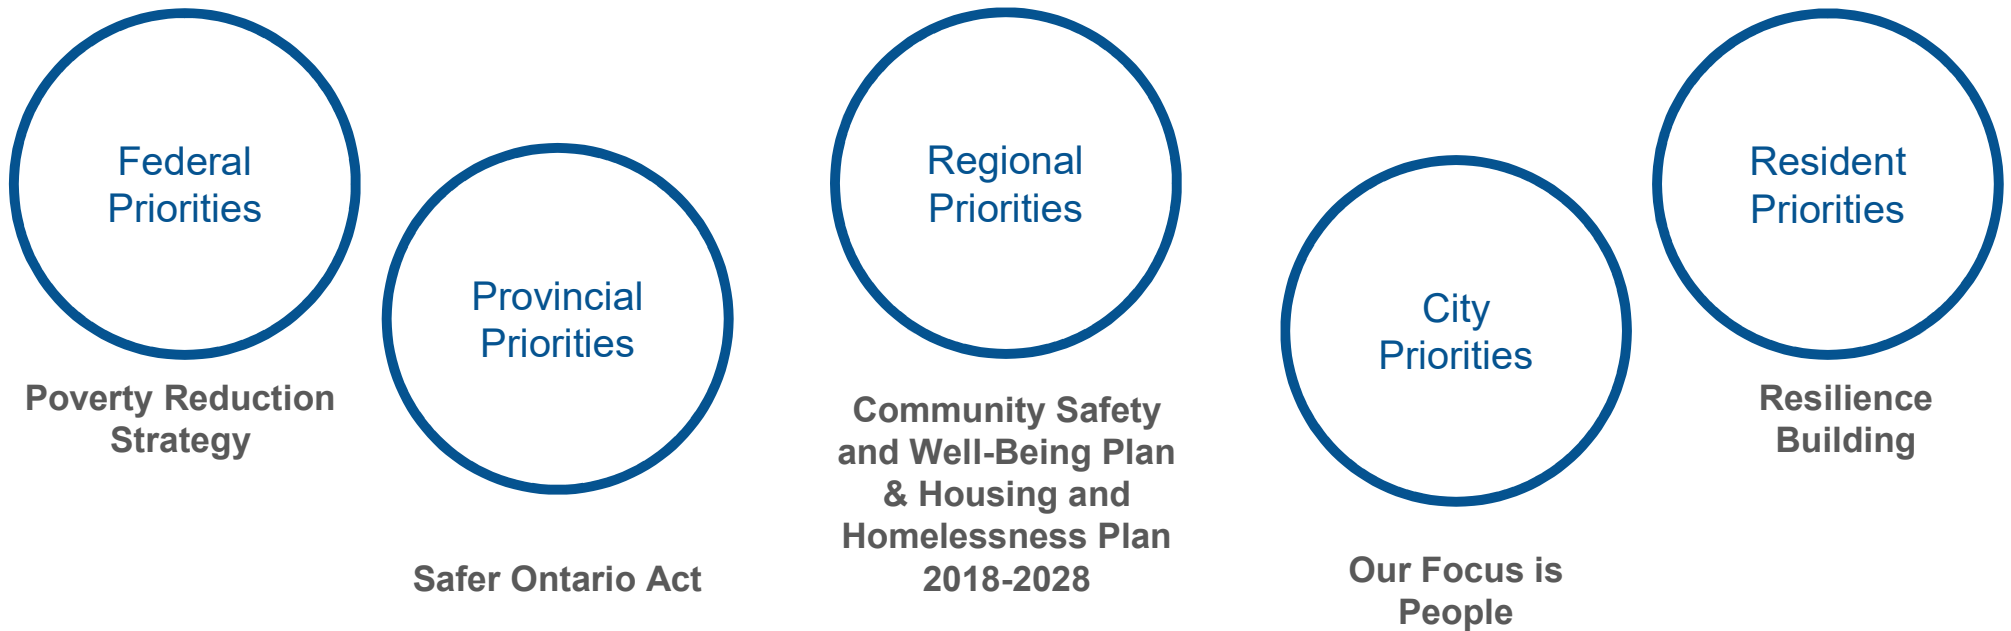 Federal
Priorities
Poverty Reduction
Strategy
Provincial
Priorities
Safer Ontario Act
Regional
Priorities
Community Safety
and Well-Being Plan
& Housing and
Homelessness Plan
2018-2028
City
Priorities
Our Focus is
People
Resident
Priorities
Resilience
Building